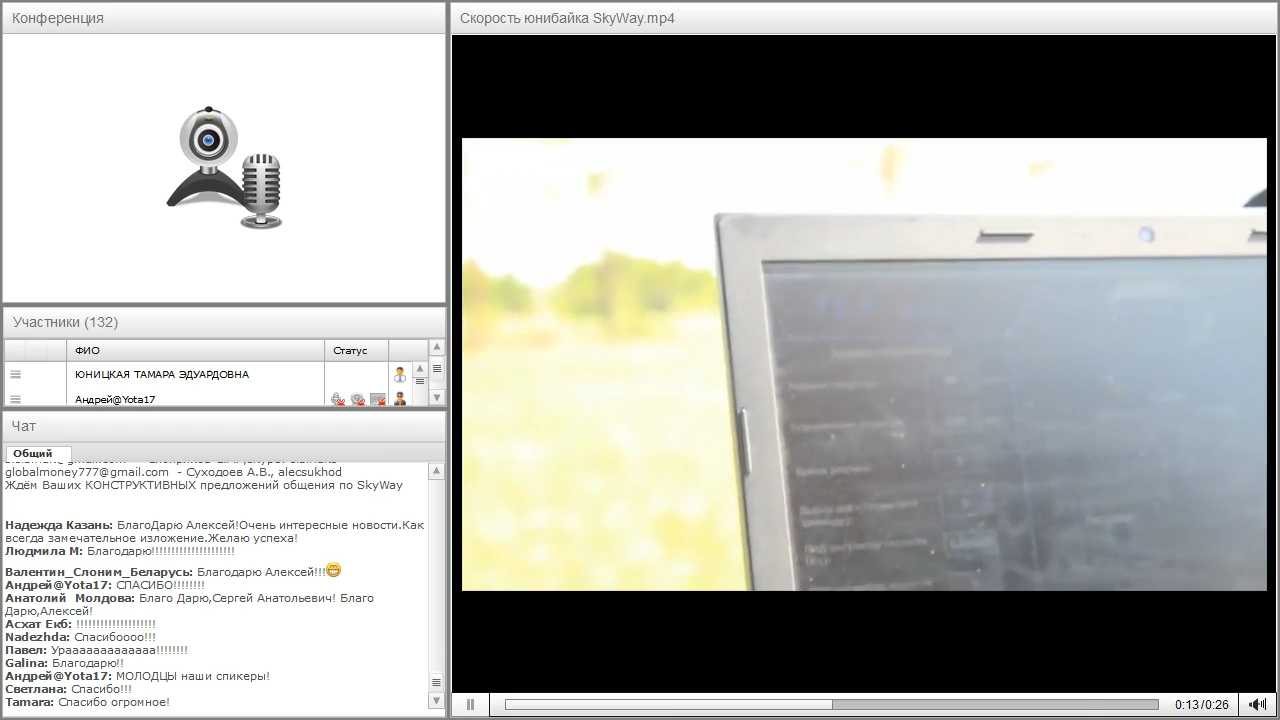 Конференция
Скорость юнибайка SkyWay.mp4
Участники (132)
ФИО
Статус
ЮНИЦКАЯ ТАМАРА ЭДУАРДОВНА
Андрей@Yota17
Чат
Общий
globalmoney777@gmail.com - Суходоев А.В., alecsukhod
Ждём Ваших КОНСТРУКТИВНЫХ предложений общения по SkyWay
Надежда Казань: БлагоДарю Алексей!Очень интересные новости.Как
всегда замечательное изложение.Желаю успеха!
Людмила М: Благодарю!!!!!!!!!!!!!!!!!!!!!
Валентин_Слоним_Беларусь: Благодарю Алексей!!!
Андрей@Yota17: СПАСИБО!!!!!!!!
Анатолий Молдова: Благо Дарю,Сергей Анатольевич! Благо
Дарю,Алексей!
Асхат Екб: !!!!!!!!!!!!!!!!!!!!
Nadezhda: Спасибоооо!!!
Павел: Урааааааааааааа!!!!!!!!
Galina: Благодарю!!
Андрей@Yota17: МОЛОДЦЫ наши спикеры!
Светлана: Спасибо!!!
Tamara: Спасибо огромное!
0:13/0:26